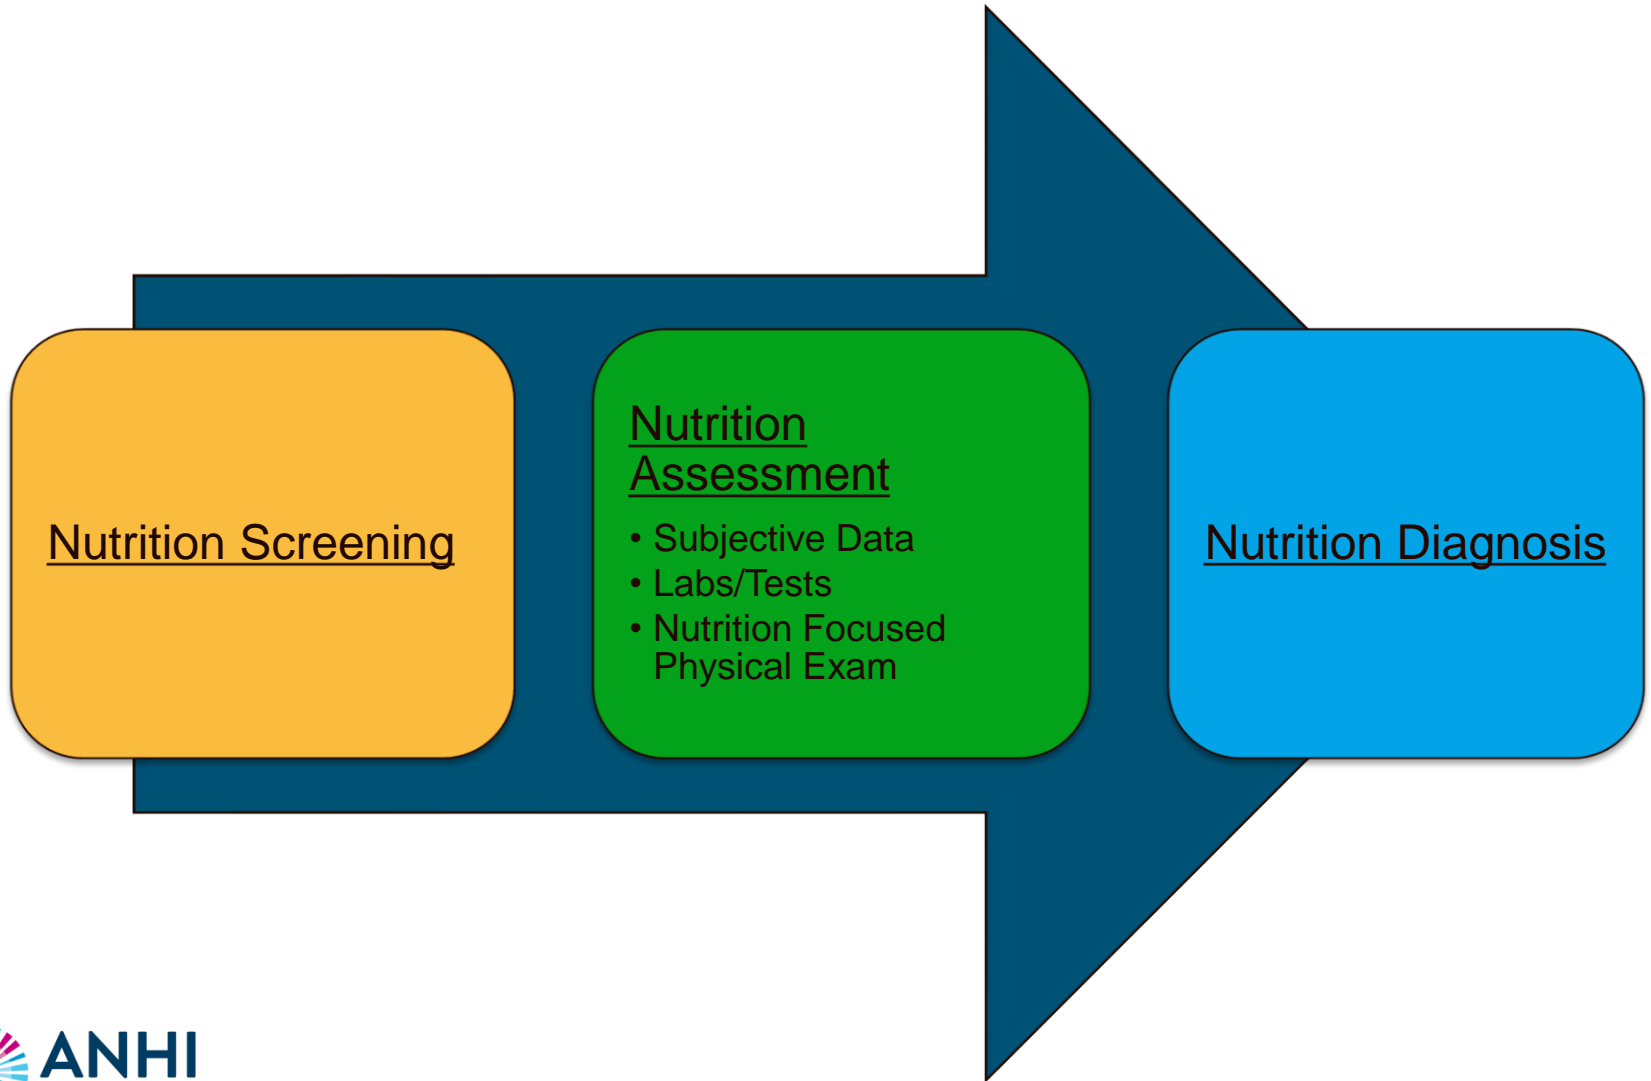 Nutrition Screening
Nutrition
Assessment
• Subjective Data
• Labs/Tests
• Nutrition Focused
Physical Exam
Nutrition Diagnosis
ANHI